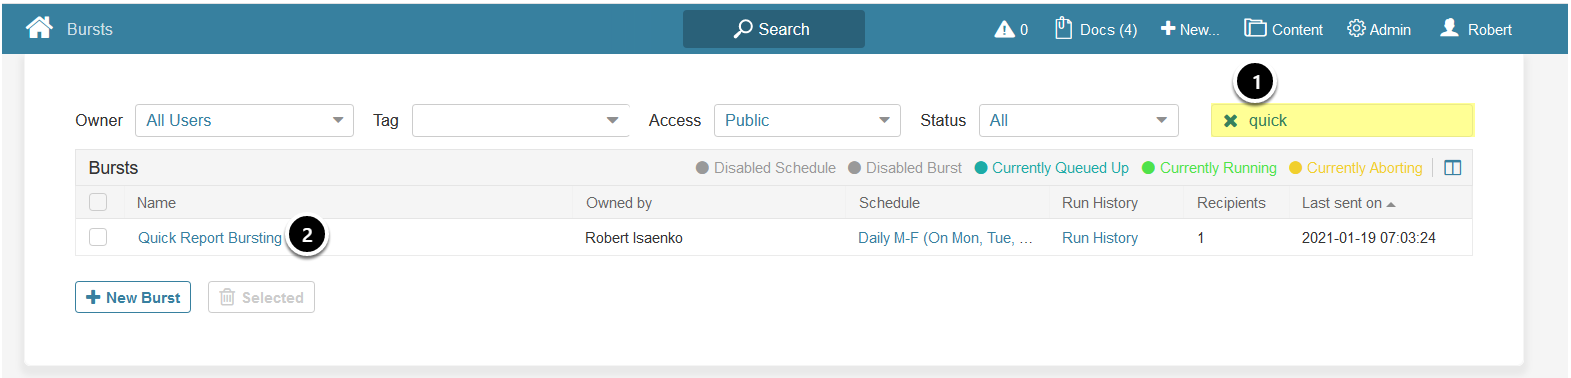 Bursts Search 0 Docs (4) New... Content Admin Robert
1
Owner All Users Tag Access Public Status All quick
Bursts Disabled Schedule Disabled Burst Currently Queued Up Currently Running Currently Aborting
Name Owned by Schedule Run History Recipients Last sent on
Quick Report Bursting 2 Robert Isaenko Daily M-F (On Mon, Tue, ... Run History 1 2021-01-19 07:03:24
New Burst Selected